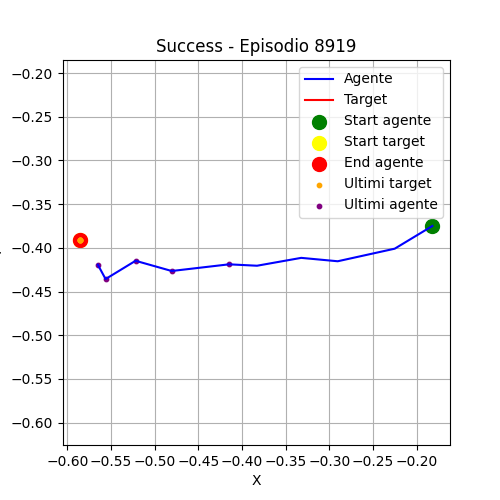 Success - Episodio 8919
Agente
Target
Start agente
Start target
End agente
Ultimi target
Ultimi agente
−0.20
−0.25
−0.30
−0.35
−0.40
−0.45
−0.50
−0.55
−0.60
−0.60 −0.55 −0.50 −0.45 −0.40 −0.35 −0.30 −0.25 −0.20
X